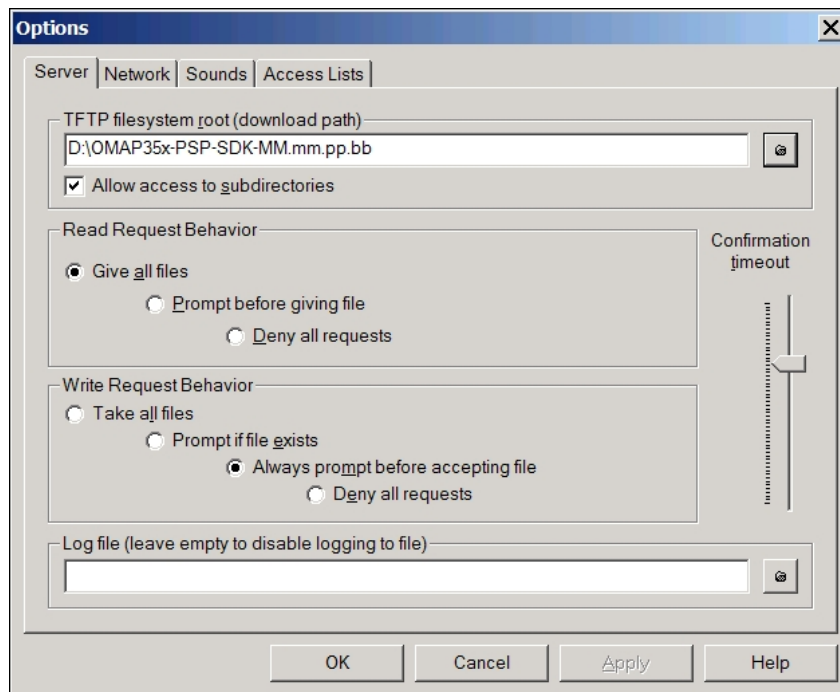 Options
Server Network Sounds Access Lists
TFTP filesystem root (download path)
D:\OMAP35x-PSP-SDK-MM.mm.pp.bb
Allow access to subdirectories
Read Request Behavior
Give all files
Prompt before giving file
Deny all requests
Confirmation
timeout
Write Request Behavior
Take all files
Prompt if file exists
Always prompt before accepting file
Deny all requests
Log file (leave empty to disable logging to file)
OK Cancel Apply Help